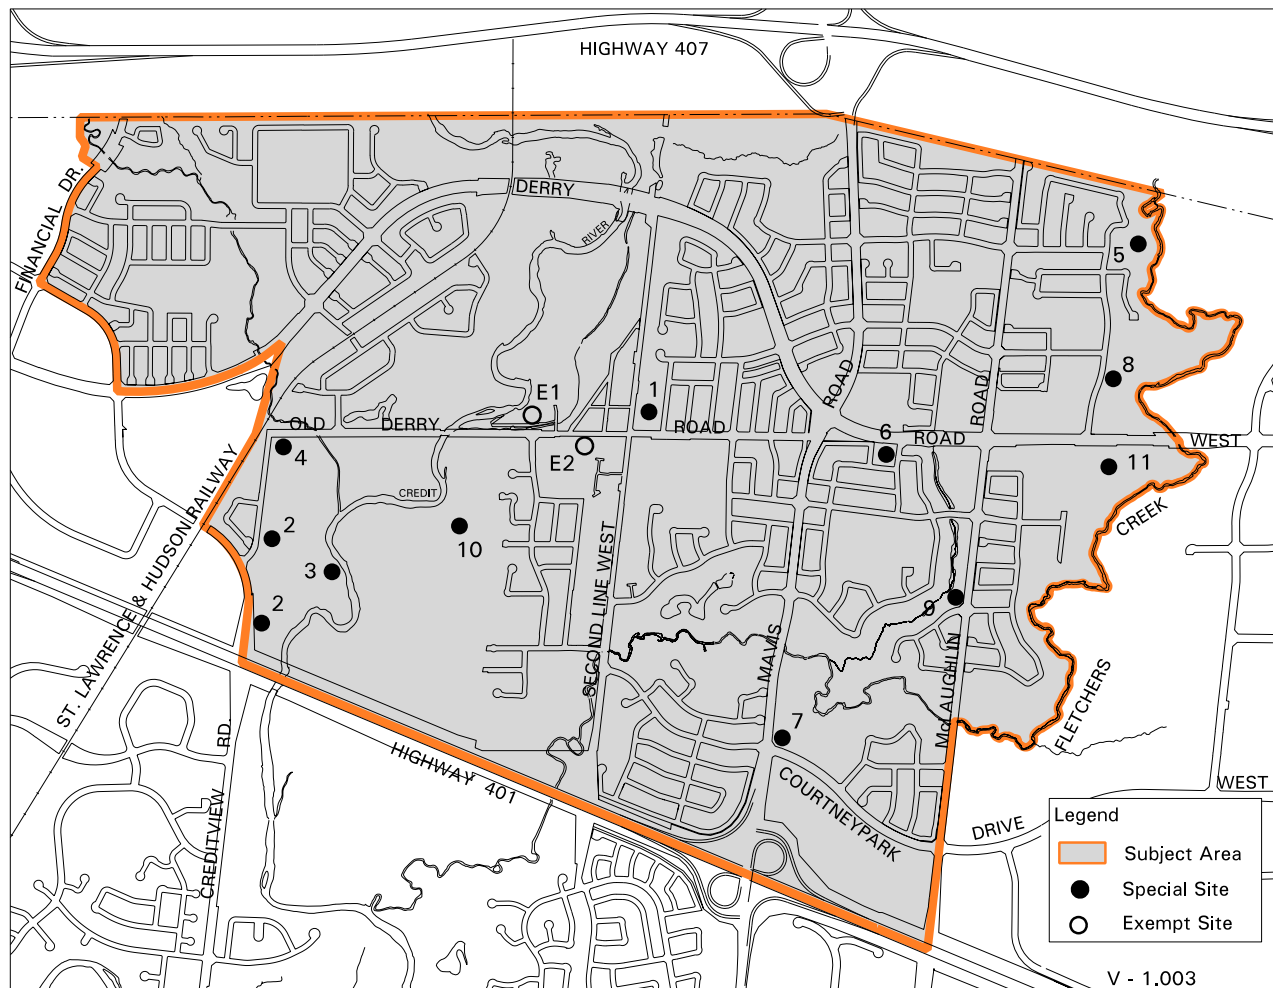 HIGHWAY 407
FINANCIAL DR.
DERRY
RIVER
5
8
E1
1
ROAD
ROAD
OLD
DERRY
ROAD
6
ROAD
WEST
4
E2
11
CREDIT
CREEK
2
10
3
ST. LAWRENCE & HUDSON RAILWAY
SECOND LINE WEST
9
2
MAVIS
McLAUGHLIN
FLETCHERS
7
CREDITVIEW RD.
HIGHWAY 401
COURTNEYPARK
DRIVE
WEST
Legend
Subject Area
Special Site
Exempt Site
V - 1.003